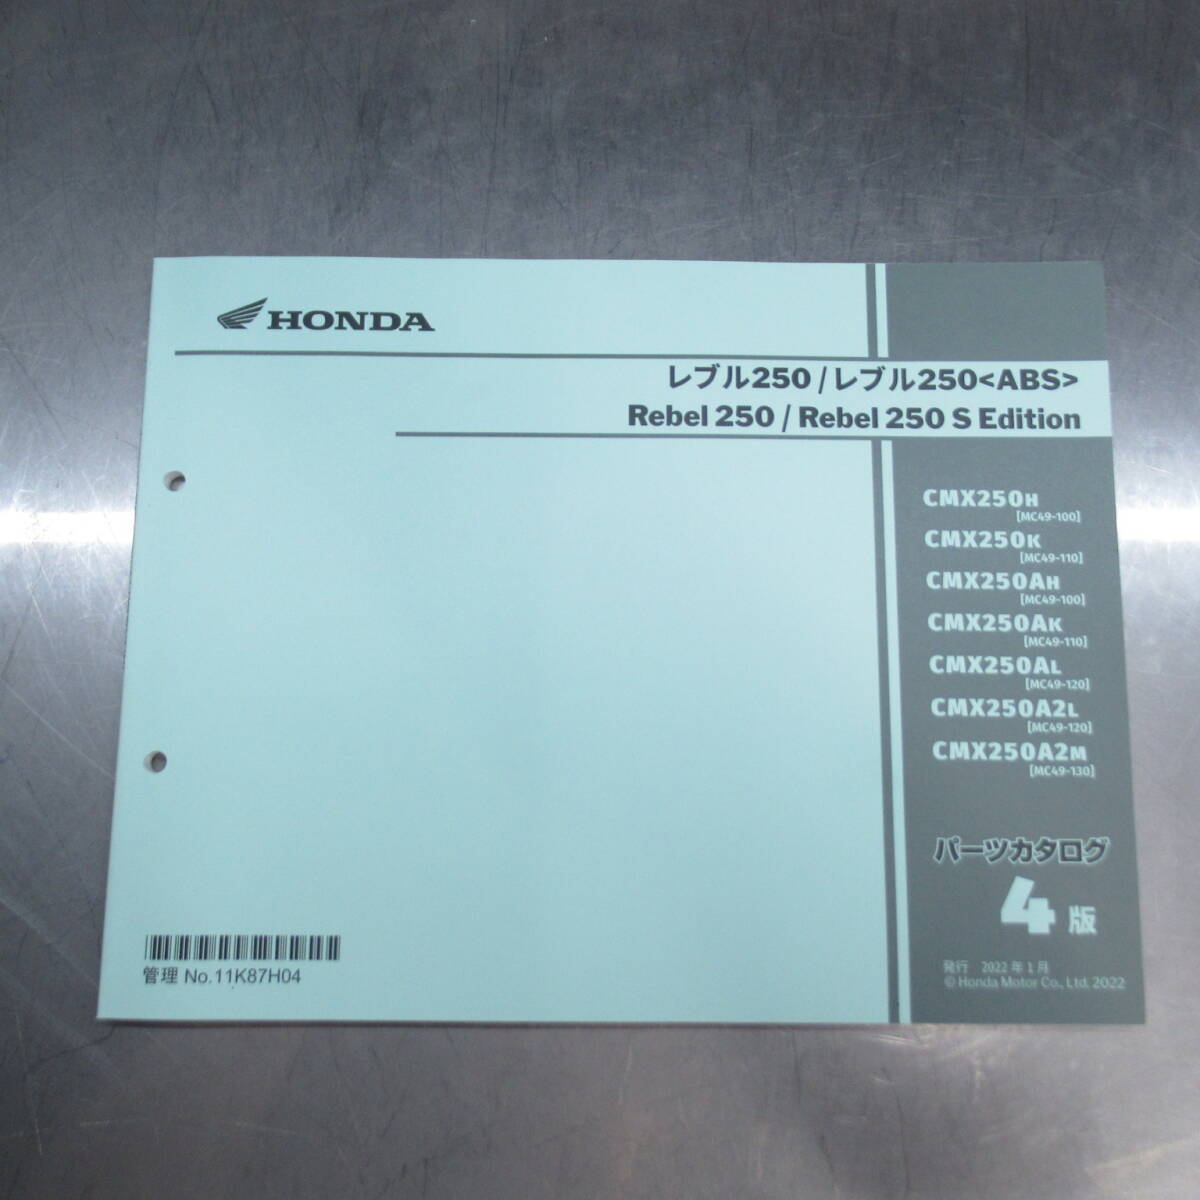 HONDA
レブル250 / レブル250<ABS>
Rebel 250 / Rebel 250 S Edition
CMX250H
[MC49-100]
CMX250K
[MC49-110]
CMX250AH
[MC49-100]
CMX250AK
[MC49-110]
CMX250AL
[MC49-120]
CMX250A2L
[MC49-120]
CMX250A2M
[MC49-130]
パーツカタログ
4版
発行 2022年1月
© Honda Motor Co., Ltd. 2022
管理 No.11K87H04